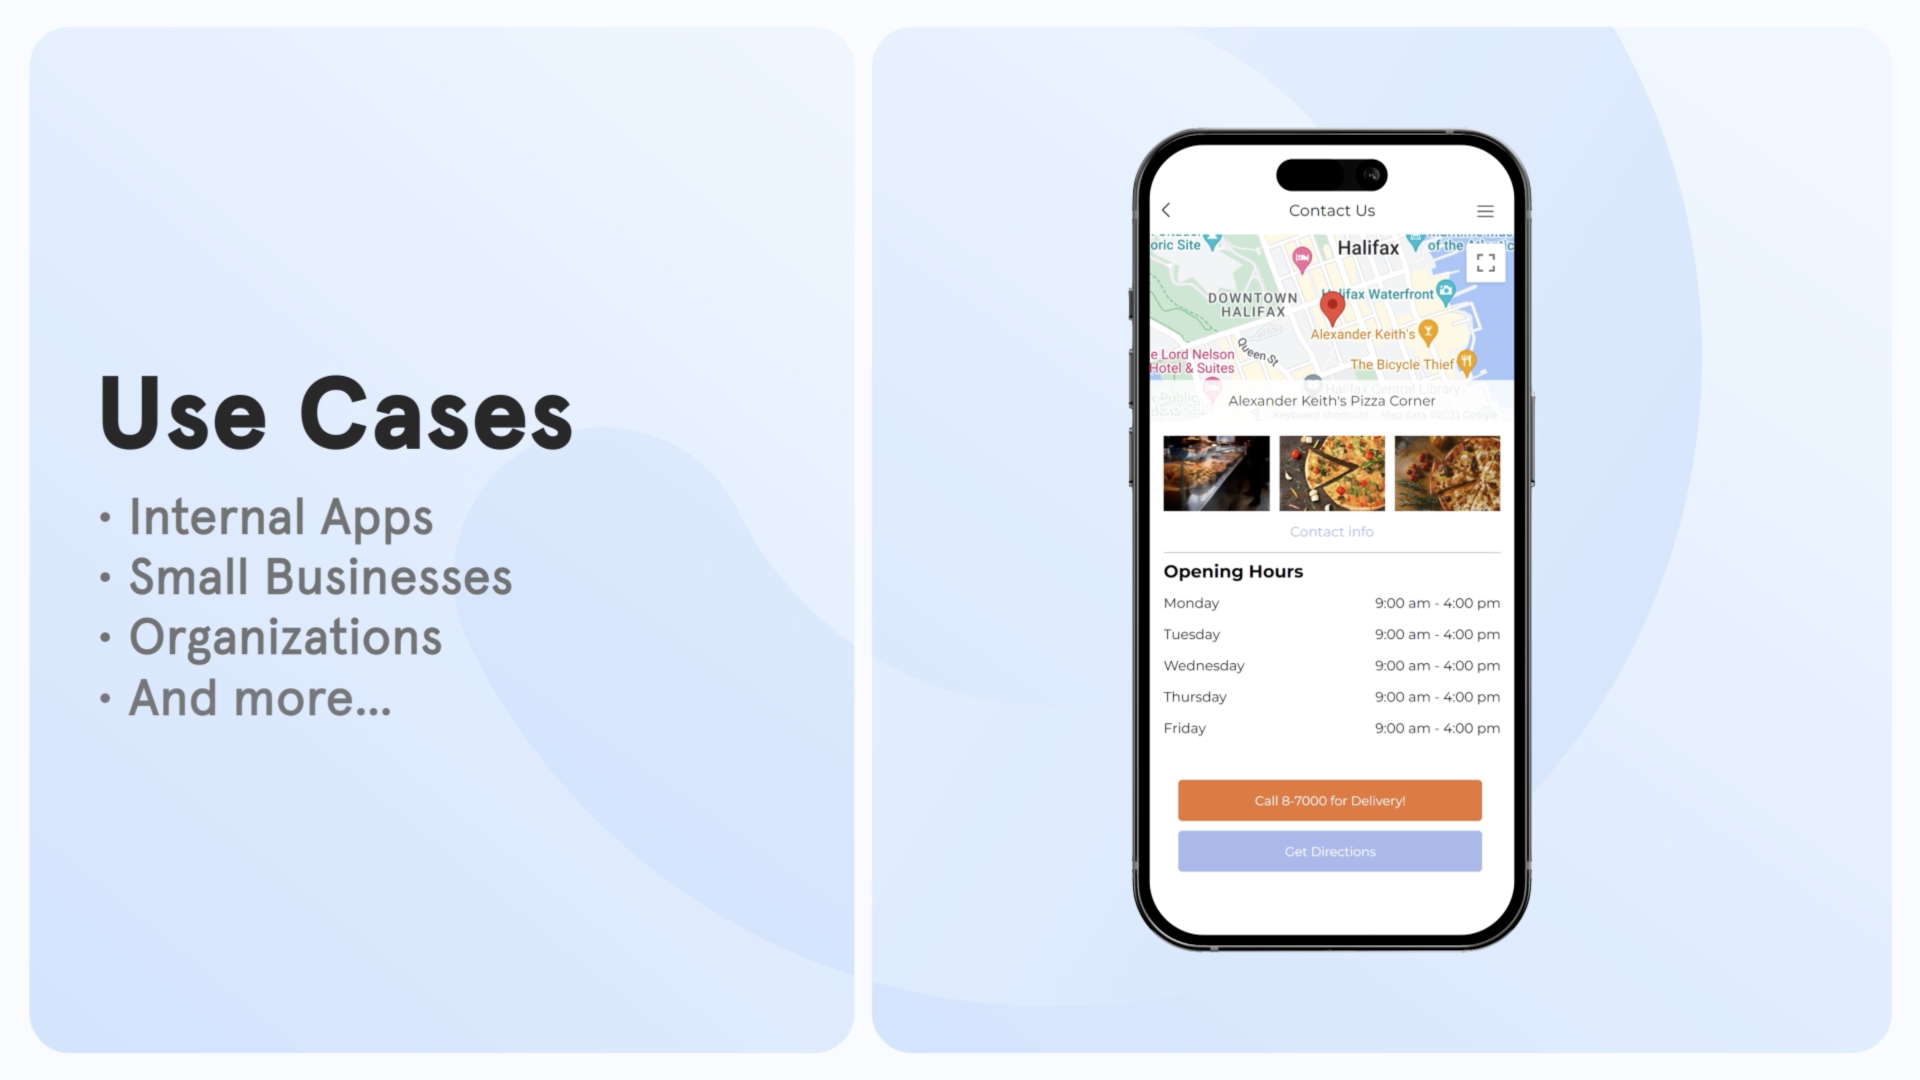 Use Cases
• Internal Apps
• Small Businesses
• Organizations
• And more...
Contact Us
oric Site
Halifax
of the
DOWNTOWN
HALIFAX
Halifax Waterfront
Alexander Keith's
Queen St
e Lord Nelson
Hotel & Suites
The Bicycle Thief
Halifax Central Library
Public
Alexander Keith's Pizza Corner
Keyboard shortcuts Map data ©2023 Google
Contact info
Opening Hours
Monday 9:00 am - 4:00 pm
Tuesday 9:00 am - 4:00 pm
Wednesday 9:00 am - 4:00 pm
Thursday 9:00 am - 4:00 pm
Friday 9:00 am - 4:00 pm
Call 8-7000 for Delivery!
Get Directions